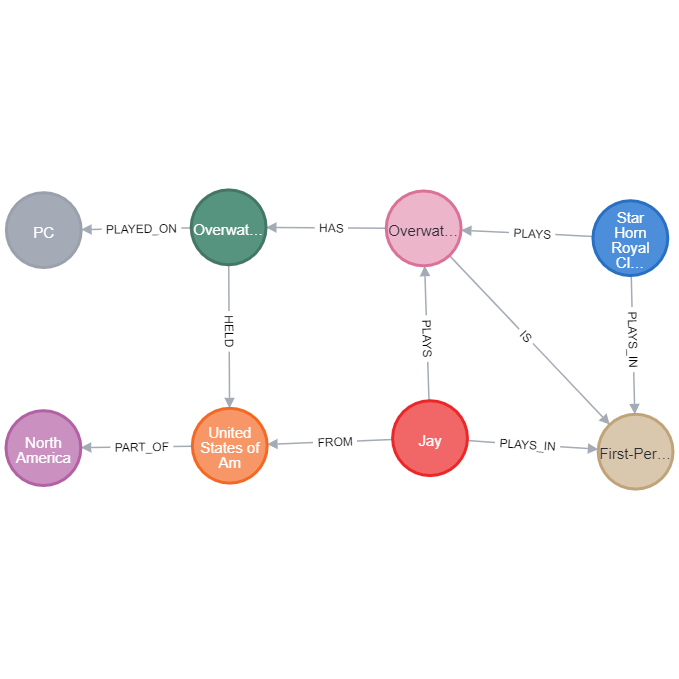 PC
PLAYED_ON
Overwat...
HAS
Overwat...
PLAYS
Star
Horn
Royal
Cl...
HELD
PLAYS
IS
PLAYS_IN
North
America
PART_OF
United
States of
Am
FROM
Jay
PLAYS_IN
First-Per...